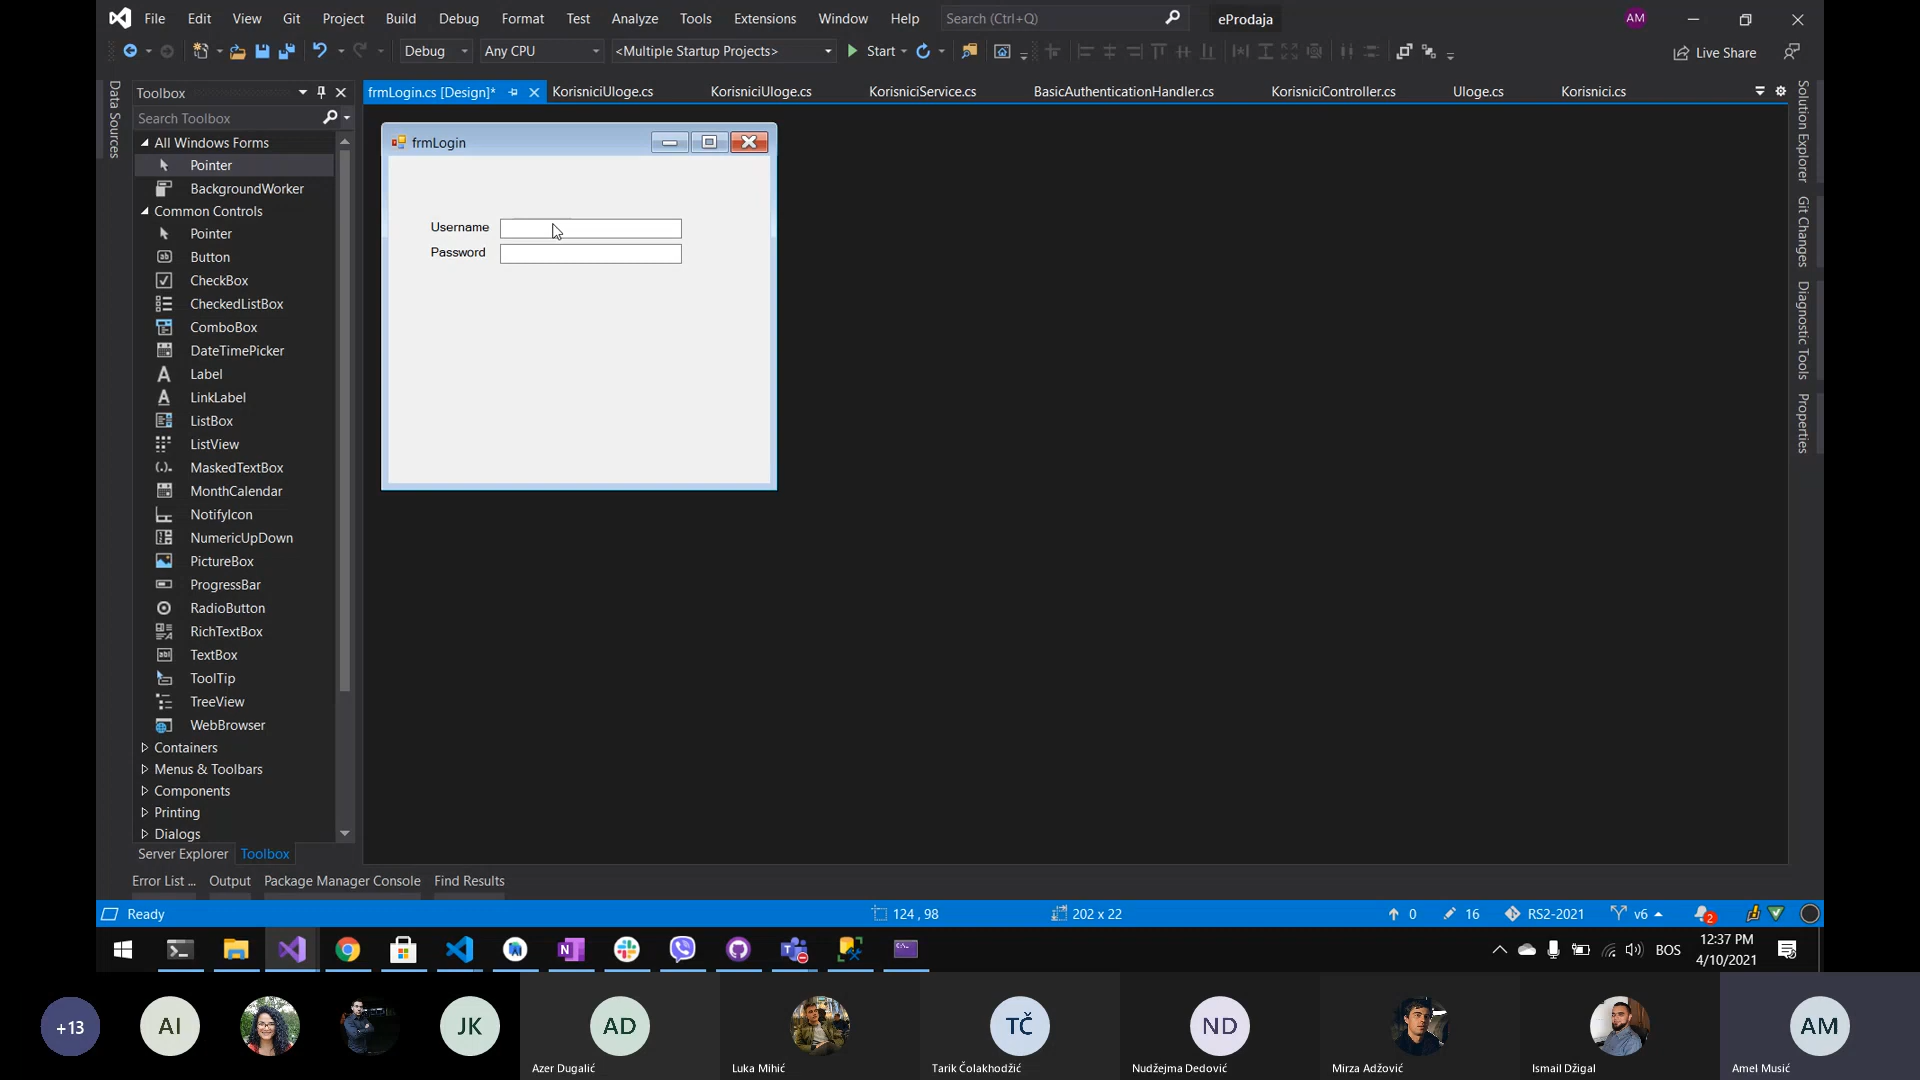 File Edit View Git Project Build Debug Format Test Analyze Tools Extensions Window Help Search (Ctrl+Q) eProdaja AM
Debug Any CPU <Multiple Startup Projects> Start Live Share
Data Sources
Toolbox
Search Toolbox
All Windows Forms
Pointer
BackgroundWorker
Common Controls
Pointer
Button
CheckBox
CheckedListBox
ComboBox
DateTimePicker
Label
LinkLabel
ListBox
ListView
MaskedTextBox
MonthCalendar
NotifyIcon
NumericUpDown
PictureBox
ProgressBar
RadioButton
RichTextBox
TextBox
ToolTip
TreeView
WebBrowser
Containers
Menus & Toolbars
Components
Printing
Dialogs
Server Explorer Toolbox
frmLogin.cs [Design]* KorisniciUloge.cs KorisniciUloge.cs KorisniciService.cs BasicAuthenticationHandler.cs KorisniciController.cs Uloge.cs Korisnici.cs
frmLogin
Username
Password
Solution Explorer
Git Changes
Diagnostic Tools
Properties
Error List ... Output Package Manager Console Find Results
Ready 124 , 98 202 x 22 0 16 RS2-2021 v6 2
BOS 12:37 PM
4/10/2021
+13 AI JK AD TČ ND AM
Azer Dugalić Luka Mihić Tarik Čolakhodžić Nudžejma Dedović Mirza Adžović Ismail Džigal Amel Musić